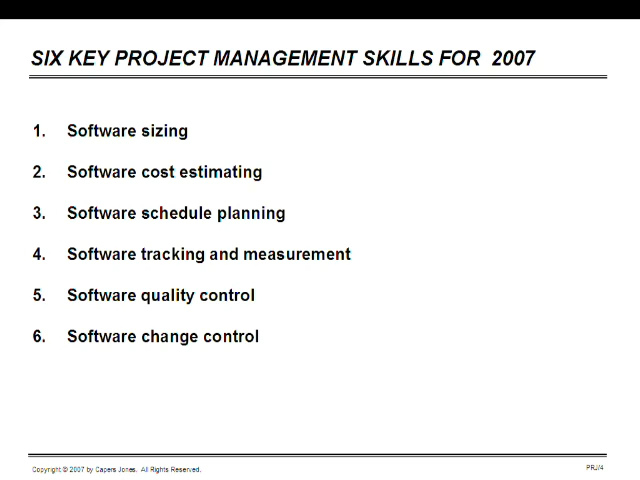 SIX KEY PROJECT MANAGEMENT SKILLS FOR 2007
1. Software sizing
2. Software cost estimating
3. Software schedule planning
4. Software tracking and measurement
5. Software quality control
6. Software change control
Copyright © 2007 by Capers Jones. All Rights Reserved.
PRJ/4